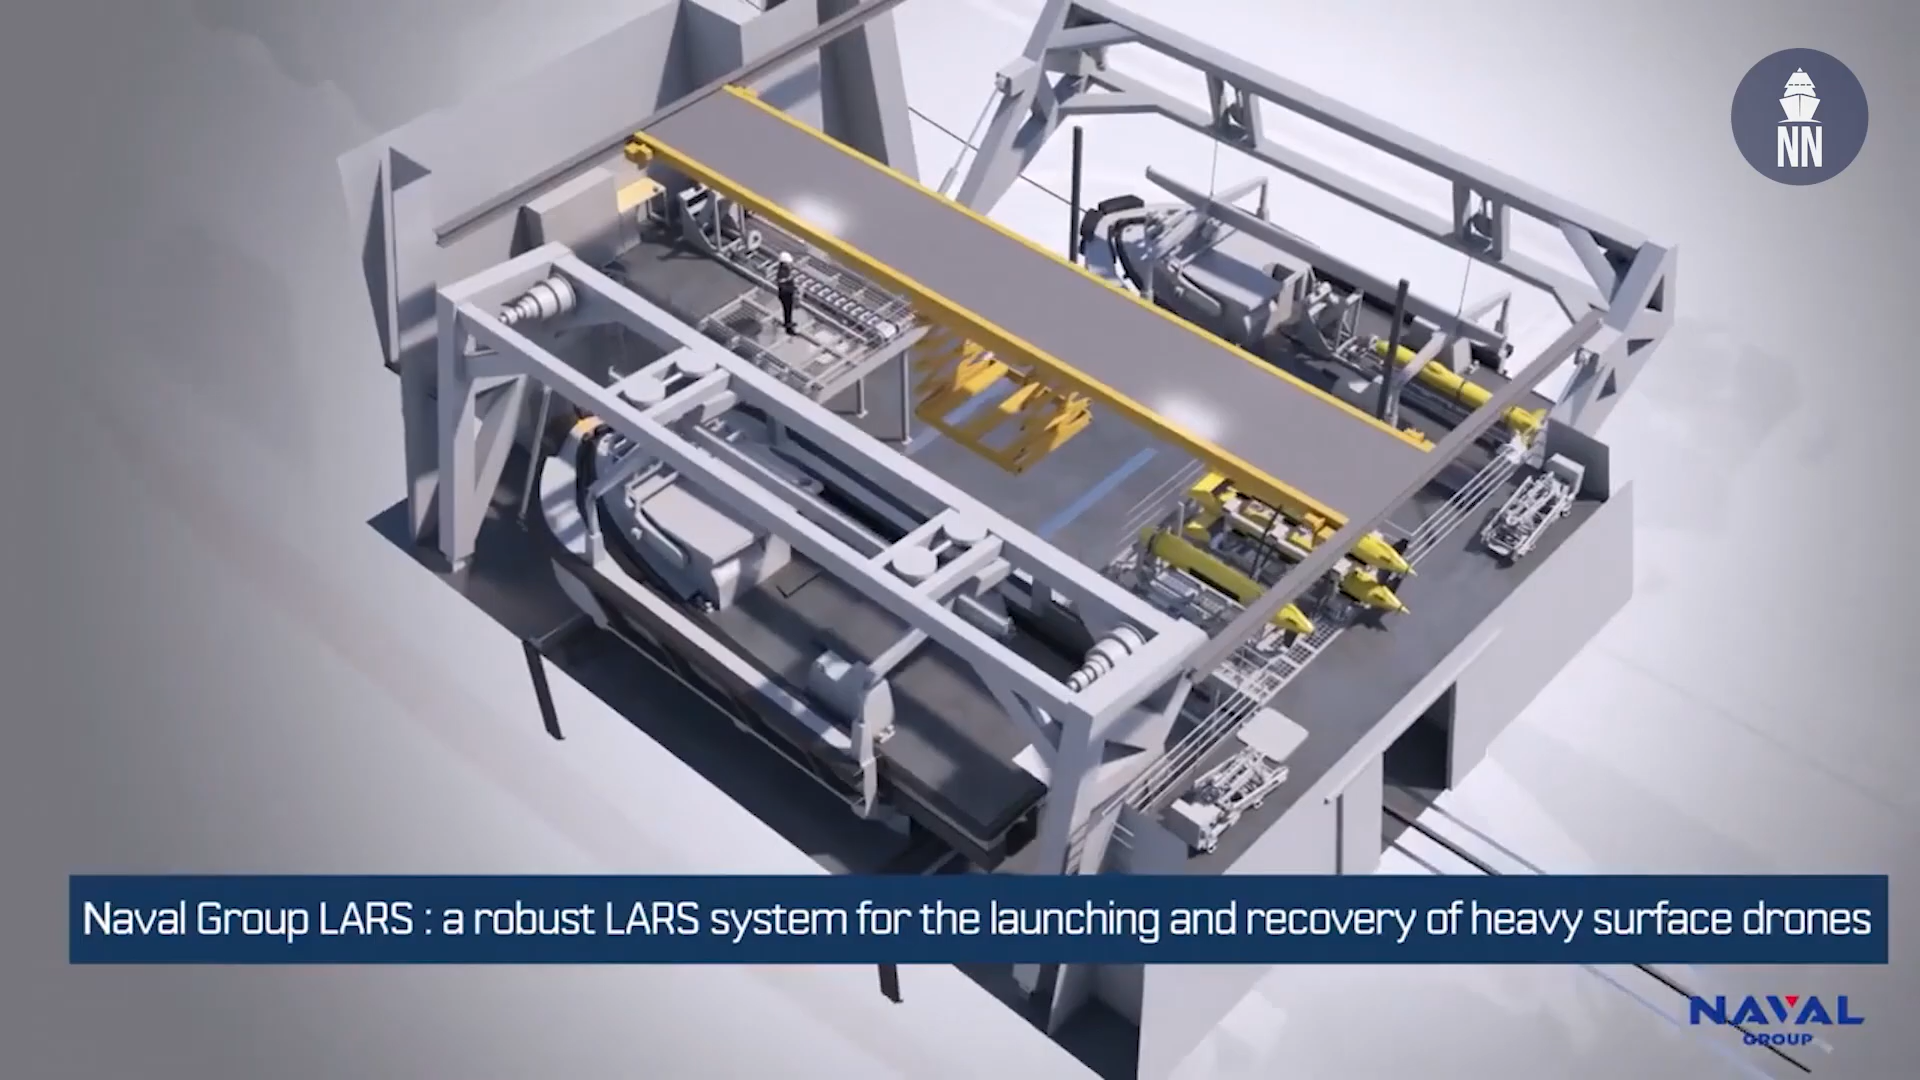 NN
Naval Group LARS : a robust LARS system for the launching and recovery of heavy surface drones
NAVAL
GROUP